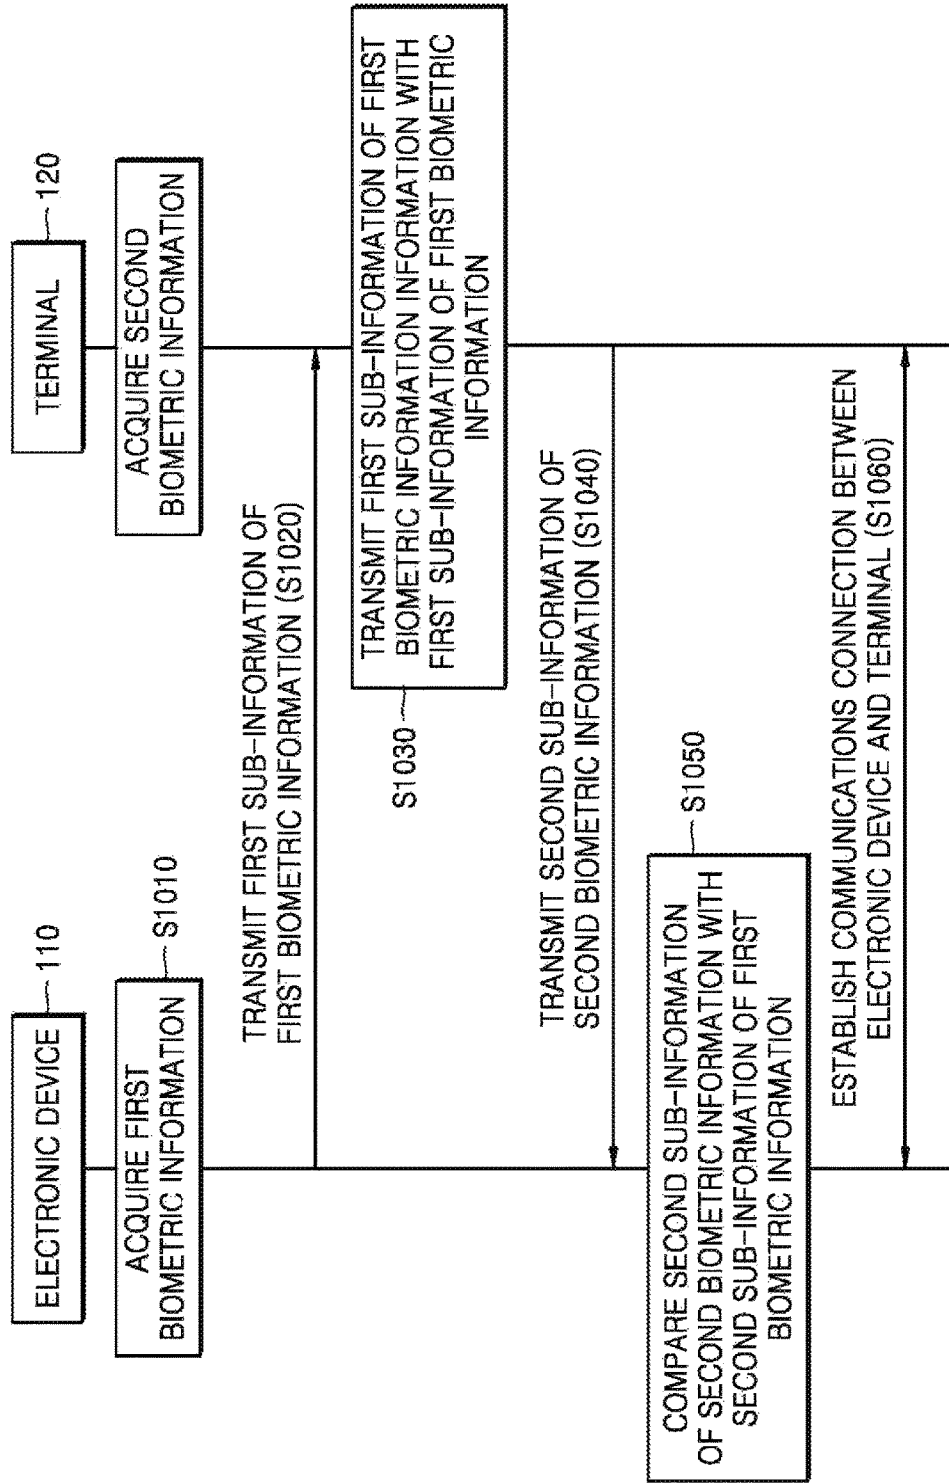 ELECTRONIC DEVICE
110
TERMINAL
120
ACQUIRE FIRST
BIOMETRIC INFORMATION
S1010
ACQUIRE SECOND
BIOMETRIC INFORMATION
TRANSMIT FIRST SUB-INFORMATION OF
FIRST BIOMETRIC INFORMATION (S1020)
S1030
TRANSMIT FIRST SUB-INFORMATION OF FIRST
BIOMETRIC INFORMATION INFORMATION WITH
FIRST SUB-INFORMATION OF FIRST BIOMETRIC
INFORMATION
TRANSMIT SECOND SUB-INFORMATION OF
SECOND BIOMETRIC INFORMATION (S1040)
COMPARE SECOND SUB-INFORMATION
OF SECOND BIOMETRIC INFORMATION WITH
SECOND SUB-INFORMATION OF FIRST
BIOMETRIC INFORMATION
S1050
ESTABLISH COMMUNICATIONS CONNECTION BETWEEN
ELECTRONIC DEVICE AND TERMINAL (S1060)